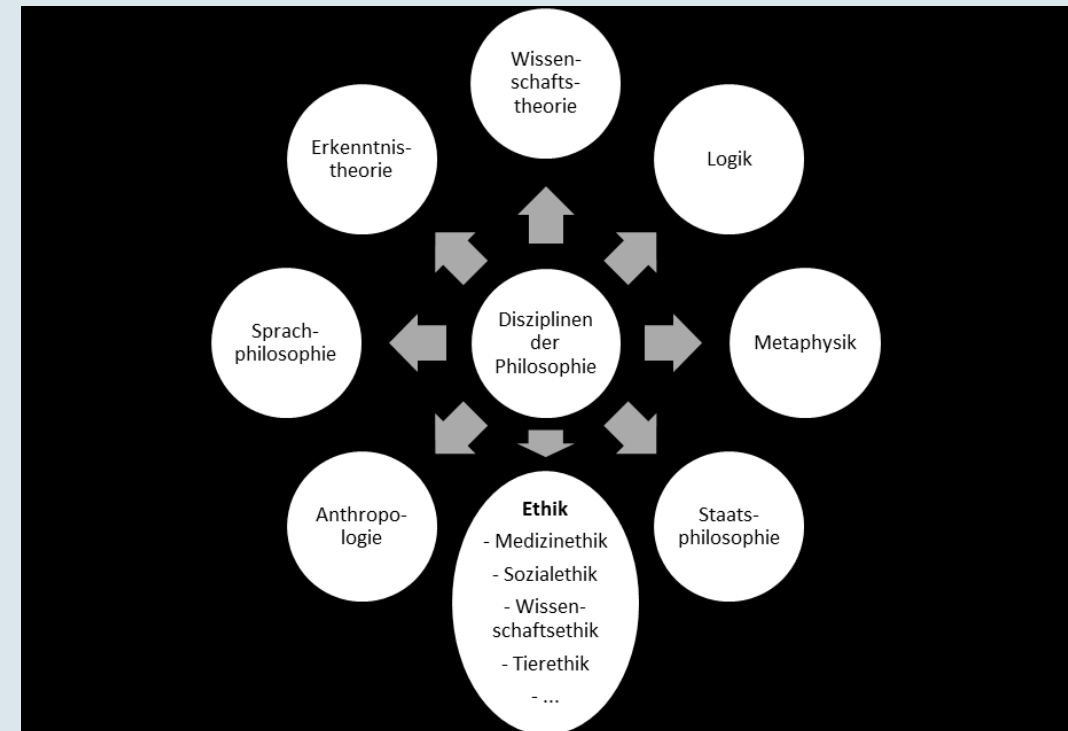 Wissen-
schafts-
theorie
Erkenntnis-
theorie
Logik
Sprach-
philosophie
Disziplinen
der
Philosophie
Metaphysik
Anthropo-
logie
Ethik
- Medizinethik
- Sozialethik
- Wissen-
schaftsethik
- Tierethik
- ...
Staats-
philosophie